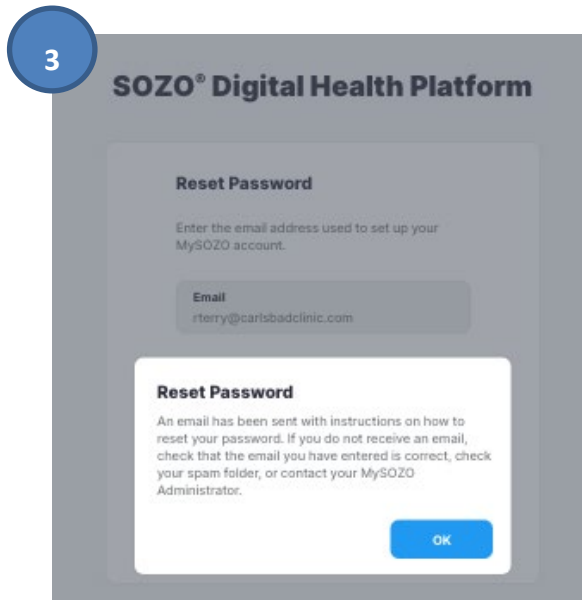 3
SOZO® Digital Health Platform
Reset Password
Enter the email address used to set up your
MySOZO account.
Email
rterry@carlsbadclinic.com
Reset Password
An email has been sent with instructions on how to
reset your password. If you do not receive an email,
check that the email you have entered is correct, check
your spam folder, or contact your MySOZO
Administrator.
OK